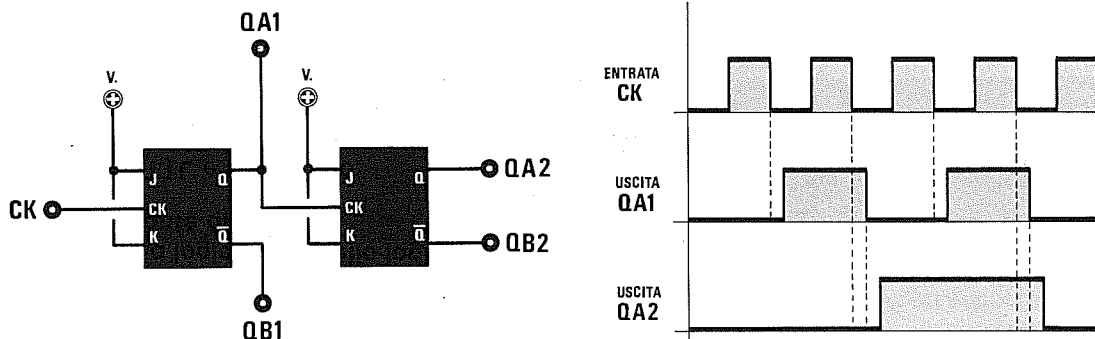 QA1
V.
V.
J
Q
J
Q
QA2
CK
CK
CK
K
Q
K
Q
QB2
QB1
ENTRATA
CK
USCITA
QA1
USCITA
QA2